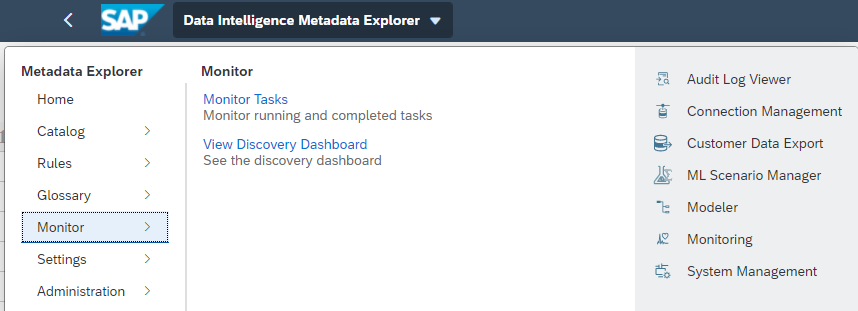 SAP Data Intelligence Metadata Explorer
Metadata Explorer
Home
Catalog
Rules
Glossary
Monitor
Settings
Administration
Monitor
Monitor Tasks
Monitor running and completed tasks
View Discovery Dashboard
See the discovery dashboard
Audit Log Viewer
Connection Management
Customer Data Export
ML Scenario Manager
Modeler
Monitoring
System Management